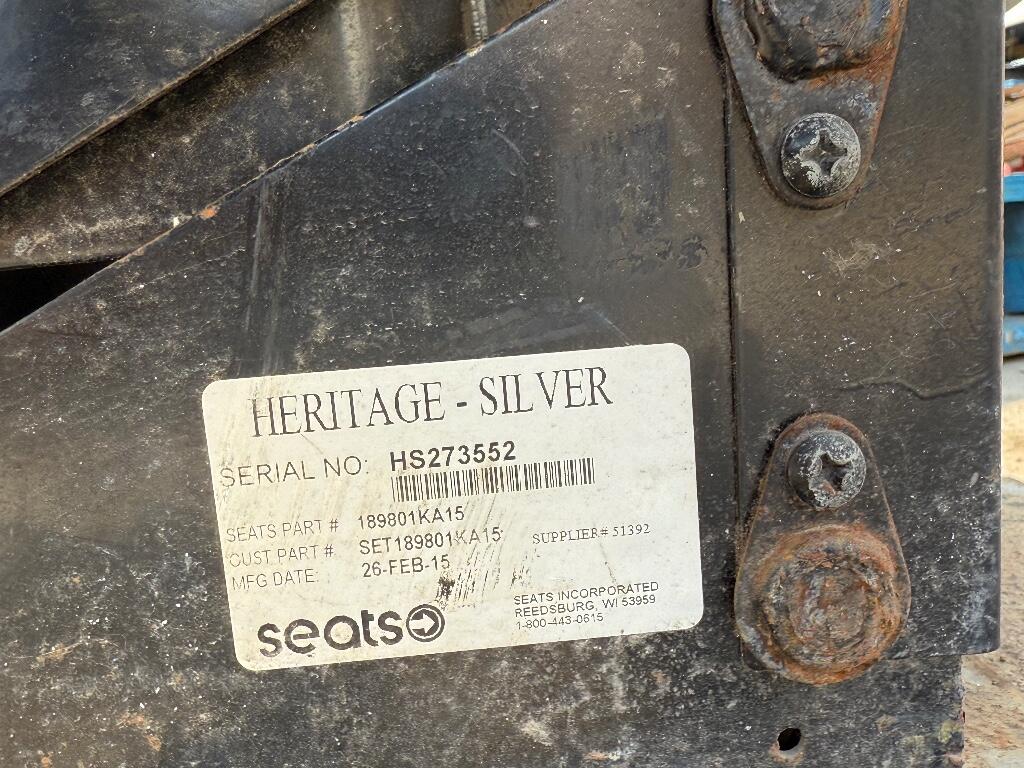 HERITAGE - SILVER
SERIAL NO: HS273552
SEATS PART # 189801KA15
CUST PART #. SET189801KA15 SUPPLIER# 51392
MFG DATE: 26-FEB-15
seats
SEATS INCORPORATED
REEDSBURG, WI 53959
1-800-443-0615